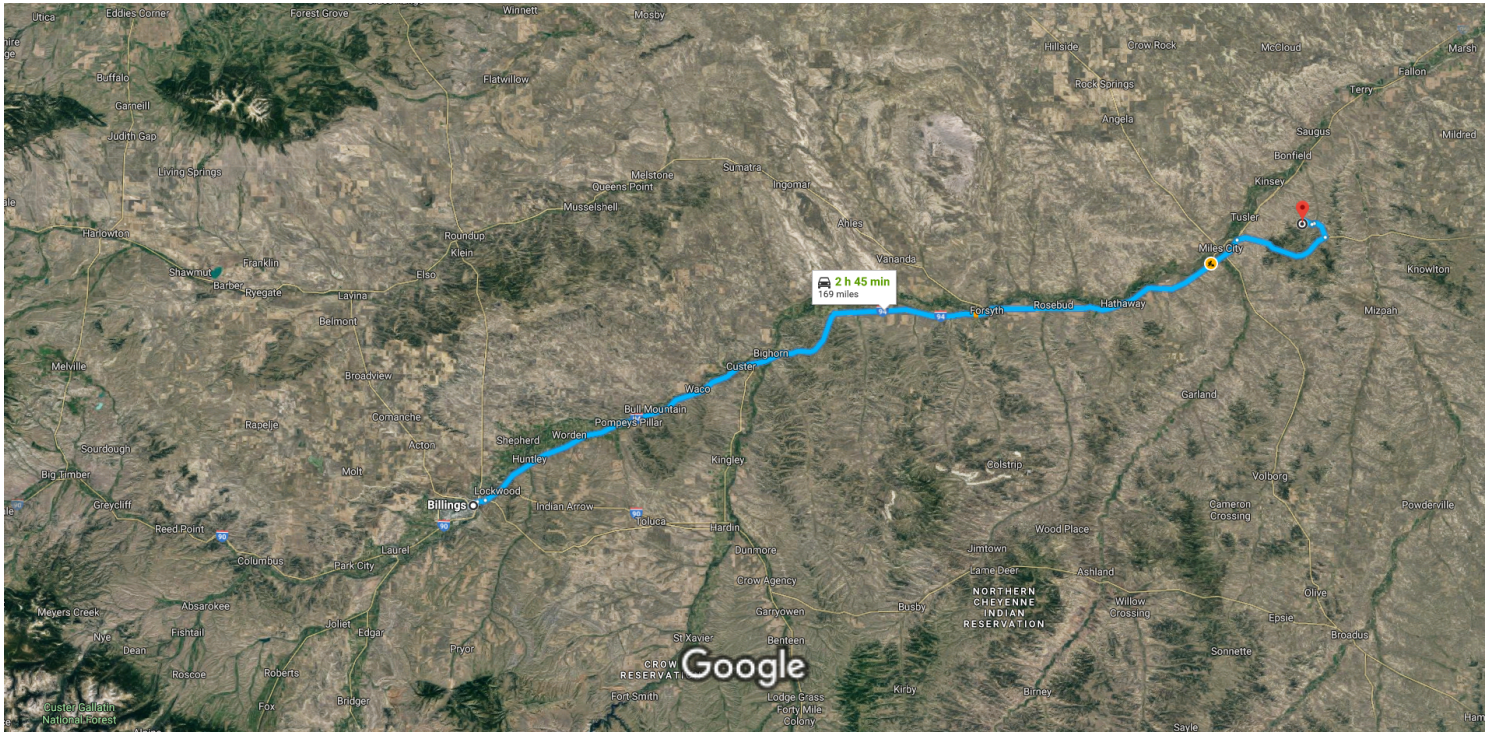 Utica
Eddies Corner
Forest Grove
Winnett
Mosby
Hillside
Crow Rock
McCloud
Marsh
Buffalo
Flatwillow
Rock Springs
Fallon
Terry
Garneill
Angela
Judith Gap
Saugus
Mildred
Bonfield
Living Springs
Melstone
Sumatra
Queens Point
Ingomar
Kinsey
Musselshell
Ahles
Tusler
Harlowton
Roundup
Miles City
Klein
Vananda
Franklin
Shawmut
Elso
Knowlton
Barber
Ryegate
Lavina
2 h 45 min
169 miles
Hathaway
Rosebud
94
94
Forsyth
Mizpah
Belmont
Bighorn
Melville
Custer
Broadview
Waco
Garland
Bull Mountain
Comanche
Pompeys Pillar
94
Rapelje
Worden
Shepherd
Acton
Sourdough
Huntley
Kingley
Colstrip
Molt
Big Timber
Volborg
Lockwood
Billings
Greycliff
Indian Arrow
90
Cameron
Crossing
Powderville
Toluca
90
Reed Point
90
Hardin
Wood Place
Laurel
Dunmore
Jimtown
Columbus
Park City
Lame Deer
Ashland
Crow Agency
NORTHERN
CHEYENNE
INDIAN
RESERVATION
Olive
Absarokee
Busby
Willow
Crossing
Meyers Creek
Garryowen
Epsie
Joliet
Edgar
Fishtail
Nye
St Xavier
Benteen
Broadus
Dean
Pryor
Sonnette
CROW
RESERVATI
Google
Roscoe
Roberts
Kirby
Birney
Fort Smith
Lodge Grass
Bridger
Fox
Custer Gallatin
National Forest
Forty Mile
Colony
Sayle
Ham